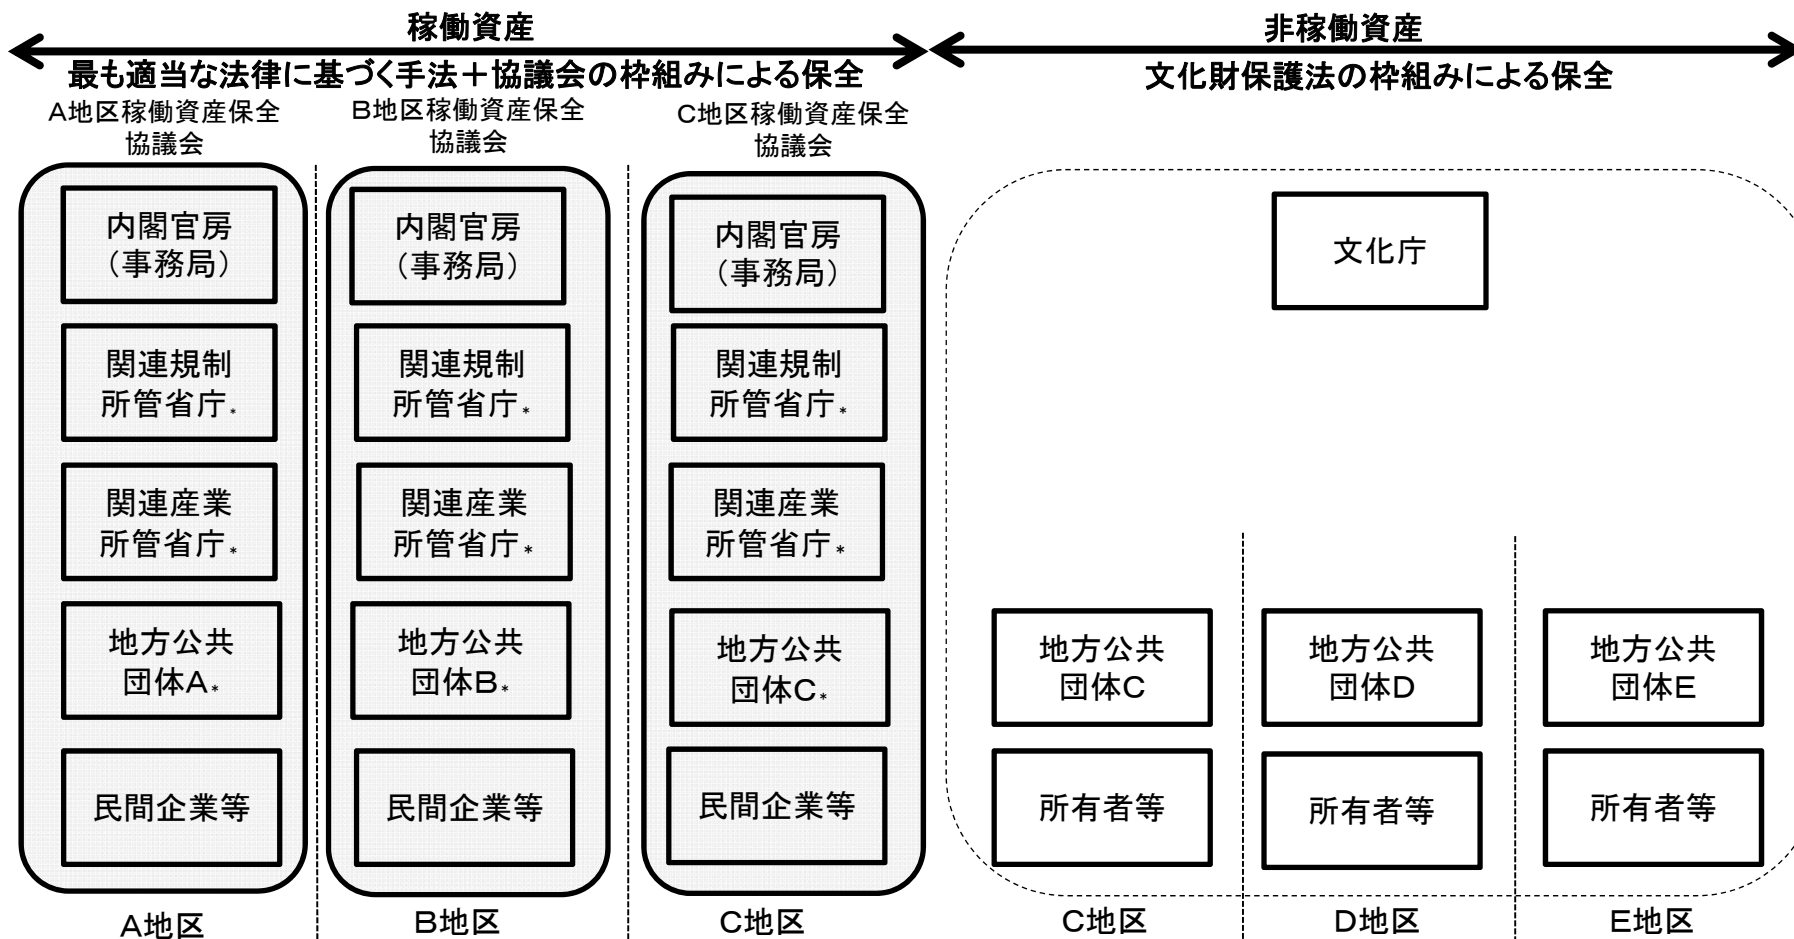 稼働資産
最も適当な法律に基づく手法＋協議会の枠組みによる保全
A地区稼働資産保全
協議会
内閣官房
（事務局）
関連規制
所管省庁*
関連産業
所管省庁*
地方公共
団体A*
民間企業等
A地区
B地区稼働資産保全
協議会
内閣官房
（事務局）
関連規制
所管省庁*
関連産業
所管省庁*
地方公共
団体B*
民間企業等
B地区
C地区稼働資産保全
協議会
内閣官房
（事務局）
関連規制
所管省庁*
関連産業
所管省庁*
地方公共
団体C*
民間企業等
C地区
非稼働資産
文化財保護法の枠組みによる保全
文化庁
地方公共
団体C
所有者等
C地区
地方公共
団体D
所有者等
D地区
地方公共
団体E
所有者等
E地区